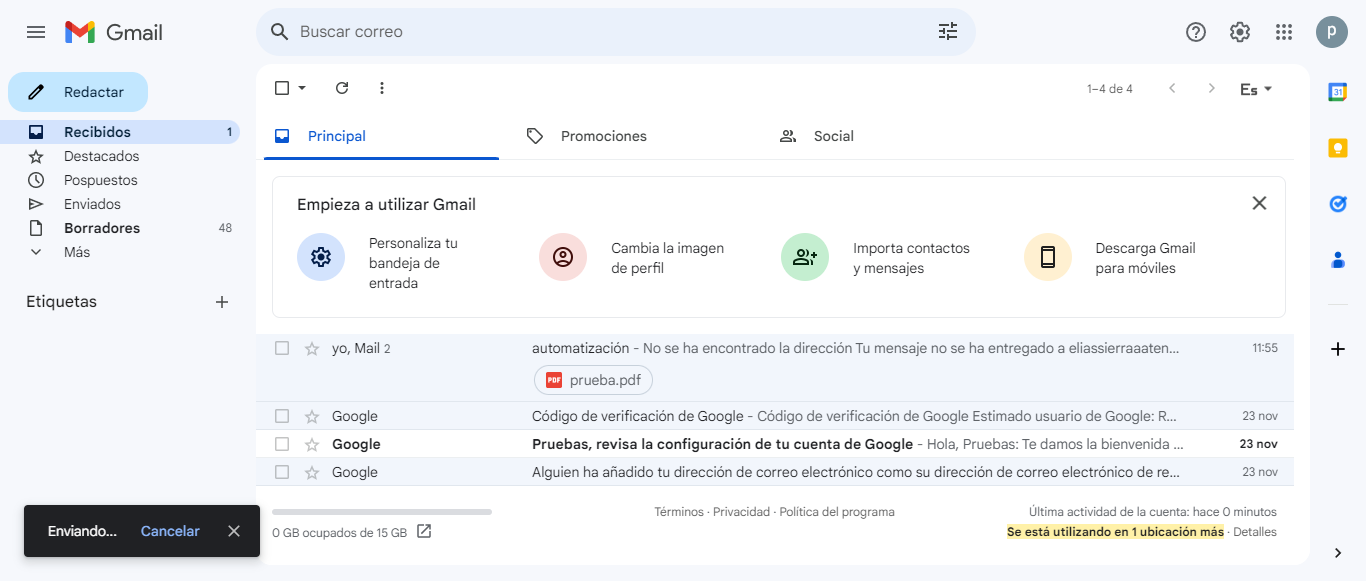 Gmail
Buscar correo
P
Redactar
1–4 de 4
Es
31
Recibidos 1
Destacados
Pospuestos
Enviados
Borradores 48
Más
Etiquetas
Principal
Promociones
Social
Empieza a utilizar Gmail
Personaliza tu
bandeja de
entrada
Cambia la imagen
de perfil
Importa contactos
y mensajes
Descarga Gmail
para móviles
yo, Mail 2 automatización - No se ha encontrado la dirección Tu mensaje no se ha entregado a eliassierraaaten... 11:55
PDF prueba.pdf
Google Código de verificación de Google - Código de verificación de Google Estimado usuario de Google: R... 23 nov
Google Pruebas, revisa la configuración de tu cuenta de Google - Hola, Pruebas: Te damos la bienvenida ... 23 nov
Google Alguien ha añadido tu dirección de correo electrónico como su dirección de correo electrónico de re... 23 nov
0 GB ocupados de 15 GB
Términos · Privacidad · Política del programa
Última actividad de la cuenta: hace 0 minutos
Se está utilizando en 1 ubicación más · Detalles
Enviando... Cancelar